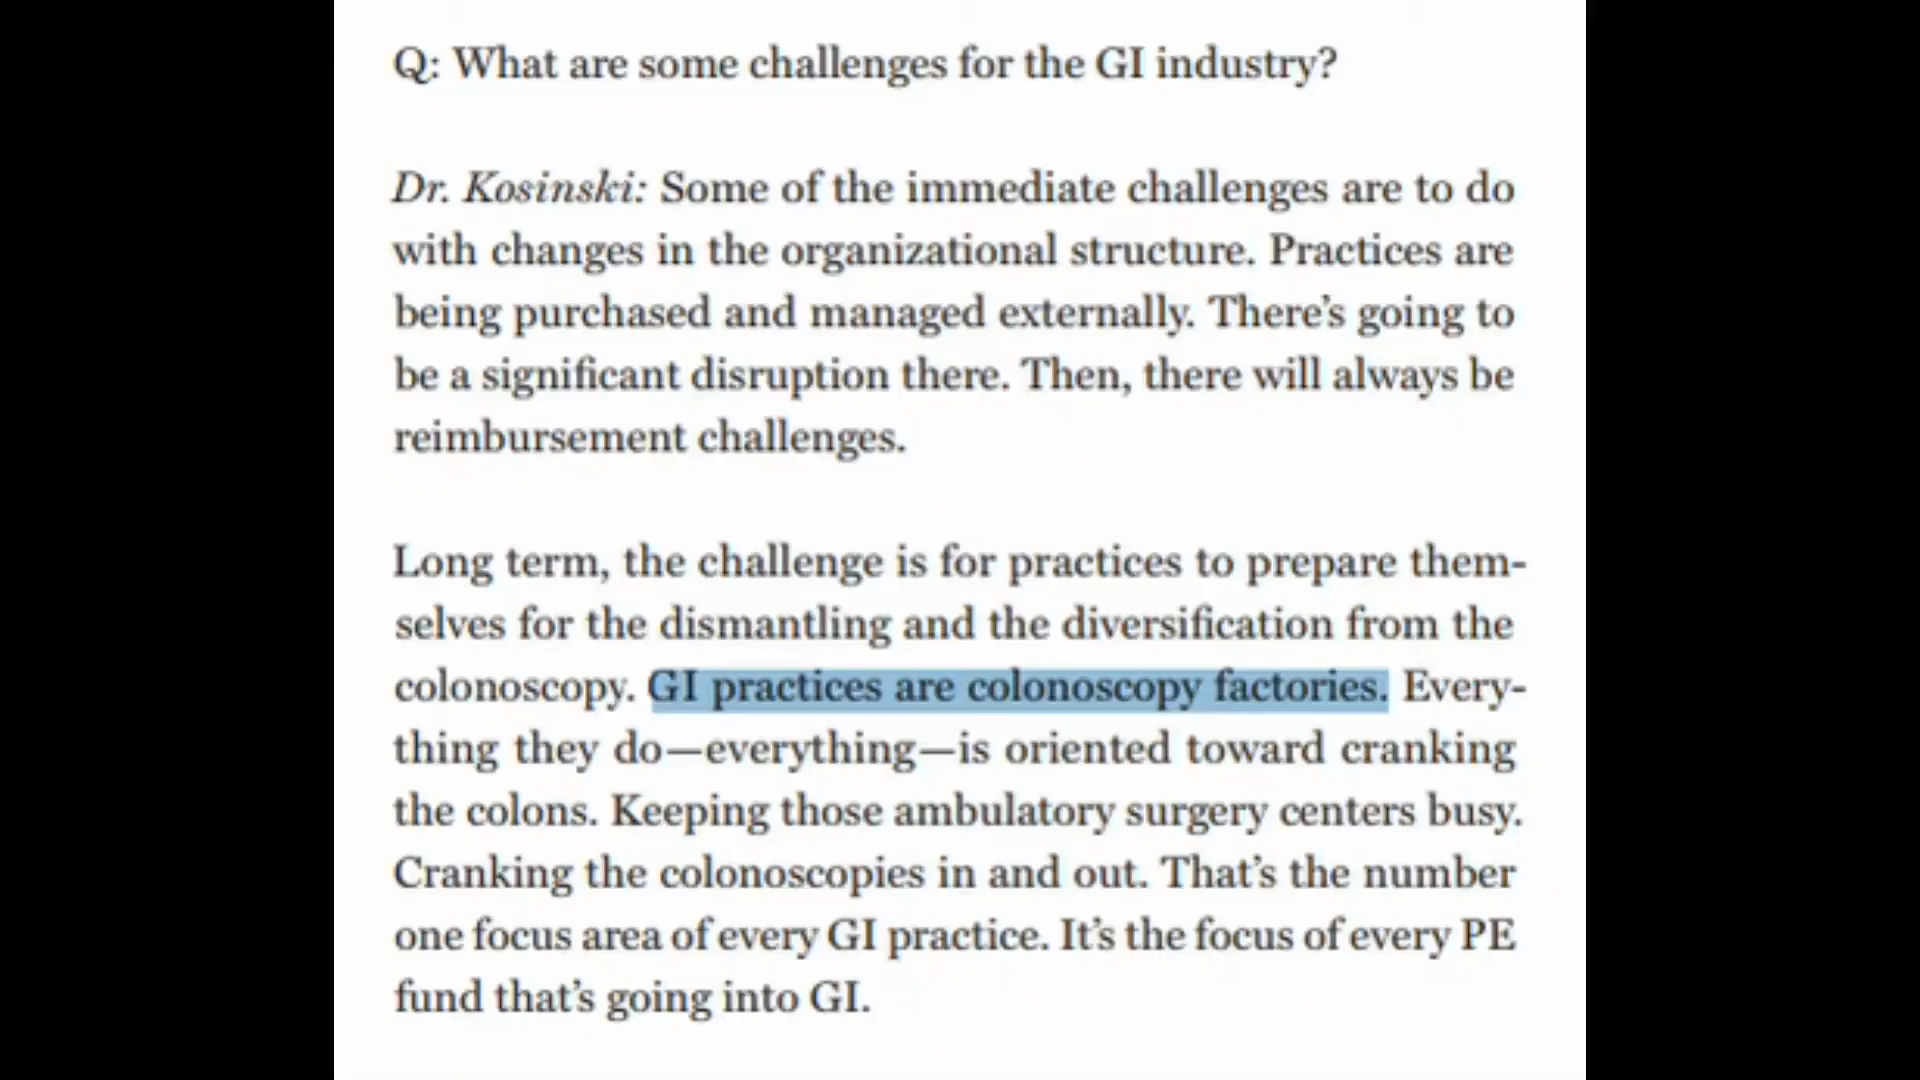 Q: What are some challenges for the GI industry?
Dr. Kosinski: Some of the immediate challenges are to do
with changes in the organizational structure. Practices are
being purchased and managed externally. There’s going to
be a significant disruption there. Then, there will always be
reimbursement challenges.
Long term, the challenge is for practices to prepare them-
selves for the dismantling and the diversification from the
colonoscopy. GI practices are colonoscopy factories. Every-
thing they do—everything—is oriented toward cranking
the colons. Keeping those ambulatory surgery centers busy.
Cranking the colonoscopies in and out. That’s the number
one focus area of every GI practice. It’s the focus of every PE
fund that’s going into GI.